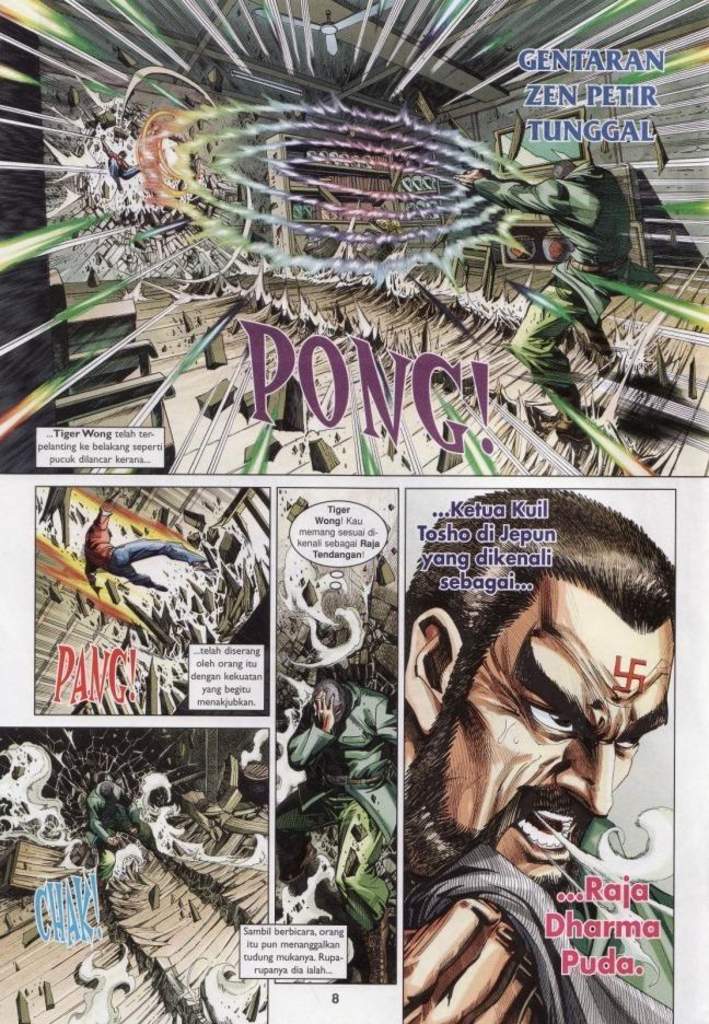 GENTARAN
ZEN PETIR
TUNGGAL
PONG!
...Tiger Wong telah ter-
pelanting ke belakang seperti
pucuk dilancar kerana...
PANG!
...telah diserang
oleh orang itu
dengan kekuatan
yang begitu
menakjubkan.
Tiger
Wong! Kau
memang sesuai di-
kenali sebagai Raja
Tendangan!
...Ketua Kuil
Tosho di Jepun
yang dikenali
sebagai...
CHAK!
Sambil berbicara, orang
itu pun menanggalkan
tudung mukanya. Rupa-
rupanya dia ialah...
...Raja
Dharma
Puda.
8